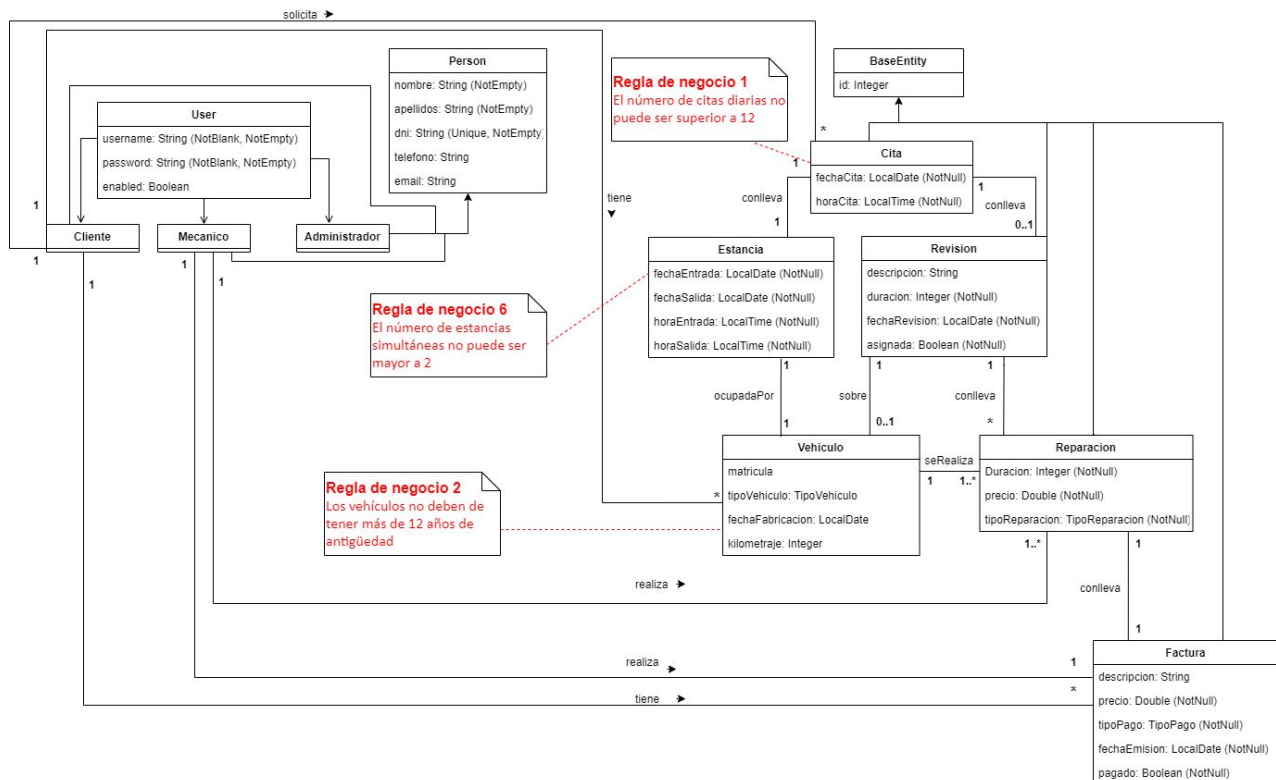 solicita
Person
nombre: String (NotEmpty)
apellidos: String (NotEmpty)
dni: String (Unique, NotEmpty)
telefono: String
email: String
User
username: String (NotBlank, NotEmpty)
password: String (NotBlank, NotEmpty)
enabled: Boolean
Regla de negocio 1
El número de citas diarias no
puede ser superior a 12
BaseEntity
id: Integer
*
1
Cita
fechaCita: LocalDate (NotNull)
horaCita: LocalTime (NotNull)
1
tiene
conlleva
1
1
conlleva
0..1
Cliente
Mecanico
Administrador
1
1
1
1
Estancia
fechaEntrada: LocalDate (NotNull)
fechaSalida: LocalDate (NotNull)
horaEntrada: LocalTime (NotNull)
horaSalida: LocalTime (NotNull)
Revision
descripcion: String
duracion: Integer (NotNull)
fechaRevision: LocalDate (NotNull)
asignada: Boolean (NotNull)
Regla de negocio 6
El número de estancias
simultáneas no puede ser
mayor a 2
1
1
1
ocupadaPor
sobre
conlleva
1
0..1
*
Vehiculo
matricula
tipoVehiculo: TipoVehiculo
fechaFabricacion: LocalDate
kilometraje: Integer
*
seRealiza
1
1..*
Reparacion
Duracion: Integer (NotNull)
precio: Double (NotNull)
tipoReparacion: TipoReparacion (NotNull)
Regla de negocio 2
Los vehículos no deben de
tener más de 12 años de
antigüedad
1..*
1
realiza
conlleva
1
realiza
1
tiene
*
Factura
descripcion: String
precio: Double (NotNull)
tipoPago: TipoPago (NotNull)
fechaEmision: LocalDate (NotNull)
pagado: Boolean (NotNull)